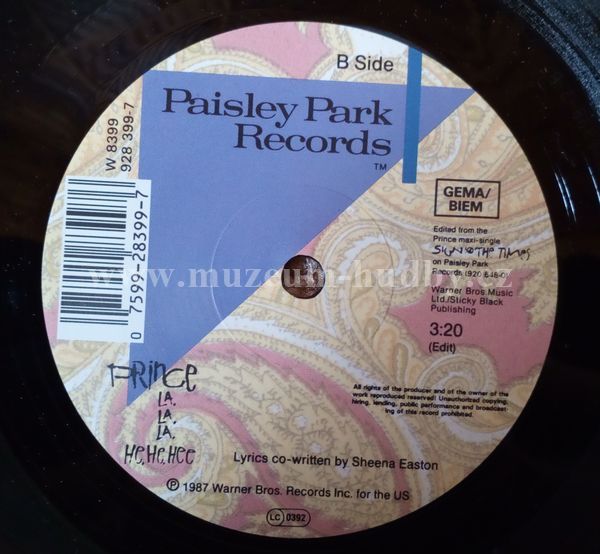 B Side
Paisley Park
Records
TM
W 8399
928 399-7
0 7599 28399-7
GEMA/
BIEM
Edited from the
Prince maxi-single
SIGN THE TIMES
on Paisley Park
Records (920 648-0)
Warner Bros. Music
Ltd./Sticky Black
Publishing
3:20
(Edit)
All rights of the producer and of the owner of the
work reproduced reserved! Unauthorized copying,
hiring, lending, public performance and broadcast-
ing of this record prohibited.
PRINCE
LA.
LA.
LA.
HE, HE, HEE
Lyrics co-written by Sheena Easton
℗ 1987 Warner Bros. Records Inc. for the US
LC 0392
www.muzeum-hudby.cz